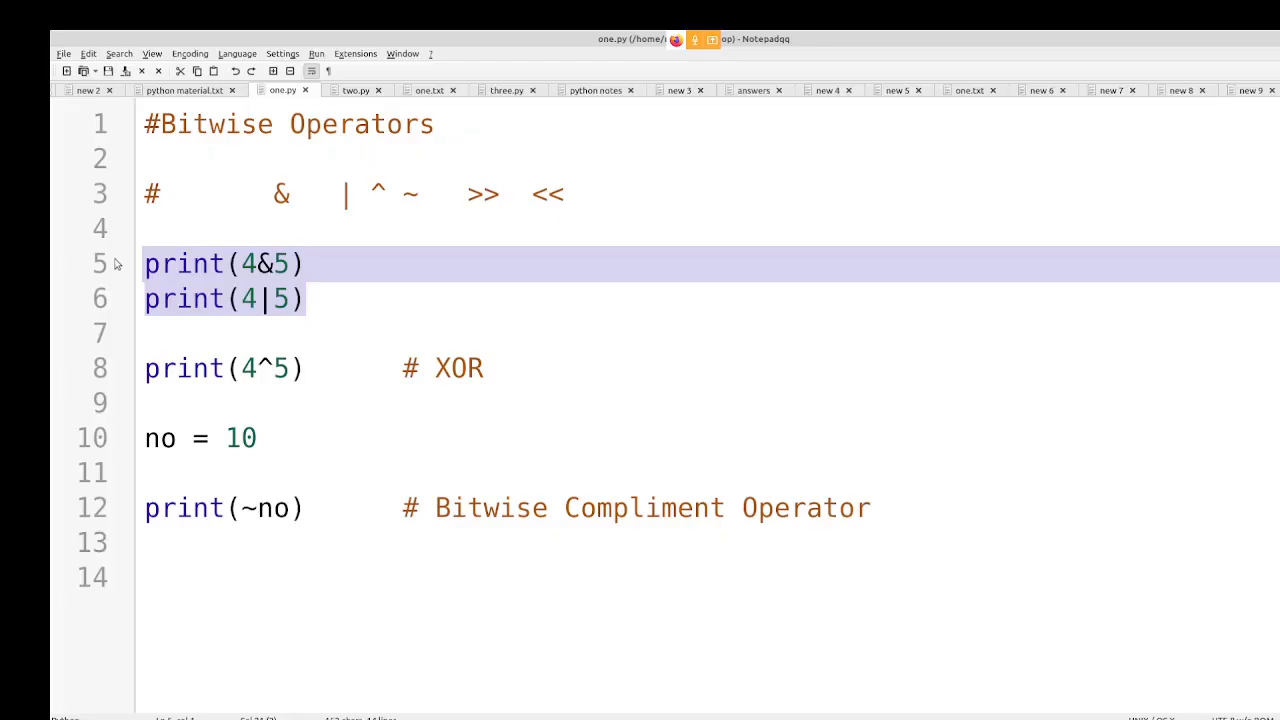 one.py (/home/ op) - Notepadqq
File Edit Search View Encoding Language Settings Run Extensions Window ?
new 2 python material.txt one.py two.py one.txt three.py python notes new 3 answers new 4 new 5 one.txt new 6 new 7 new 8 new 9
1 #Bitwise Operators
2
3 # & | ^ ~ >> <<
4
5 print(4&5)
6 print(4|5)
7
8 print(4^5) # XOR
9
10 no = 10
11
12 print(~no) # Bitwise Compliment Operator
13
14